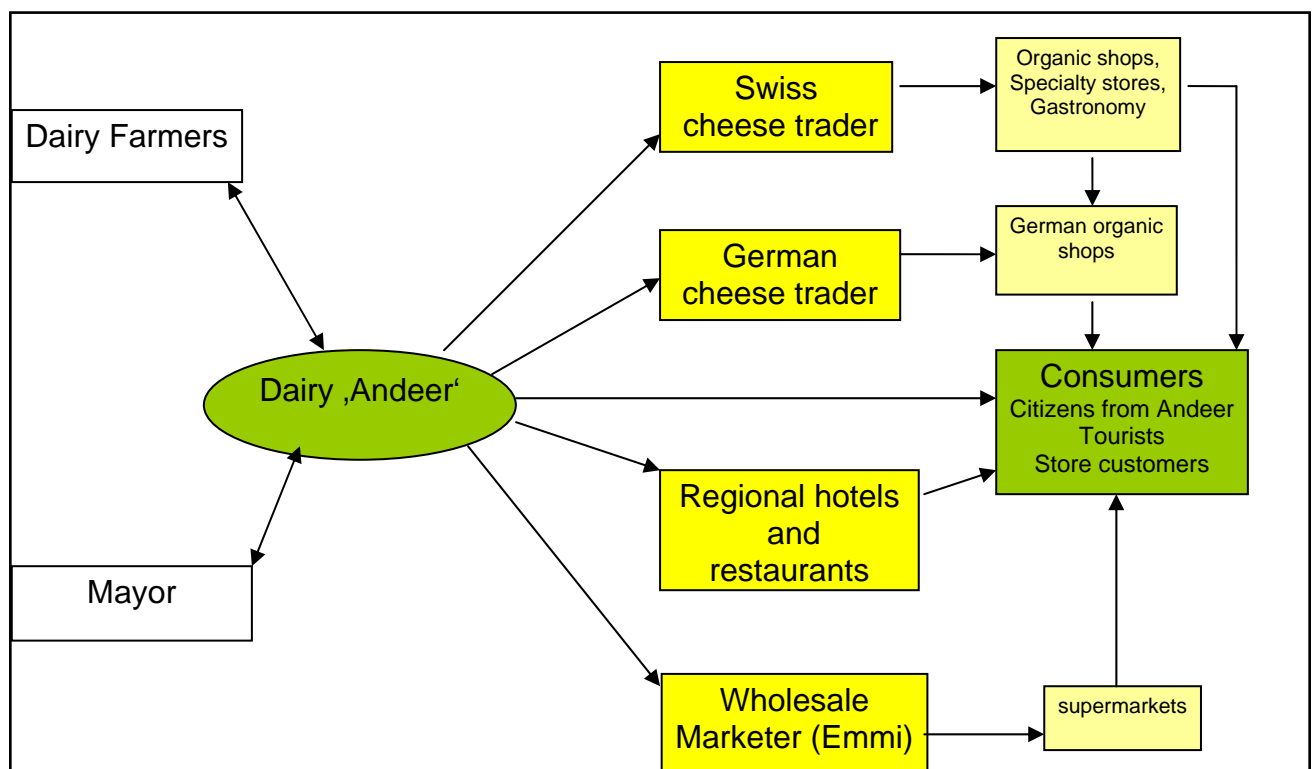 Dairy Farmers
Mayor
Dairy ‚Andeer‘
Swiss
cheese trader
German
cheese trader
Regional hotels
and
restaurants
Wholesale
Marketer (Emmi)
Organic shops,
Specialty stores,
Gastronomy
German organic
shops
Consumers
Citizens from Andeer
Tourists
Store customers
supermarkets